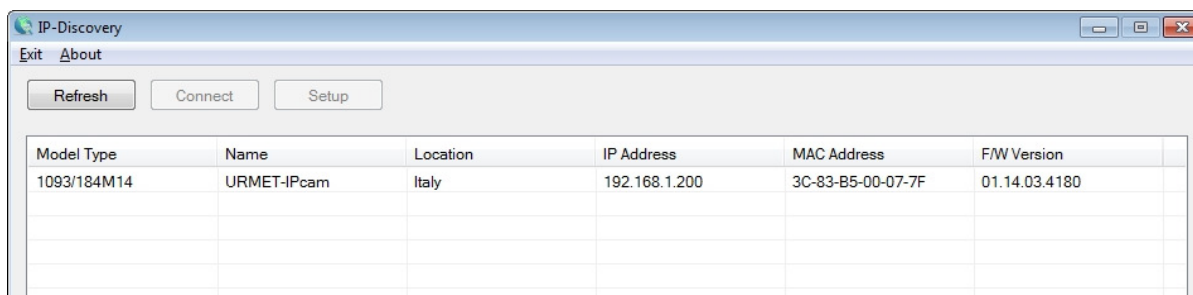 IP-Discovery
Exit About
Refresh Connect Setup
Model Type Name Location IP Address MAC Address F/W Version
1093/184M14 URMET-IPcam Italy 192.168.1.200 3C-83-B5-00-07-7F 01.14.03.4180